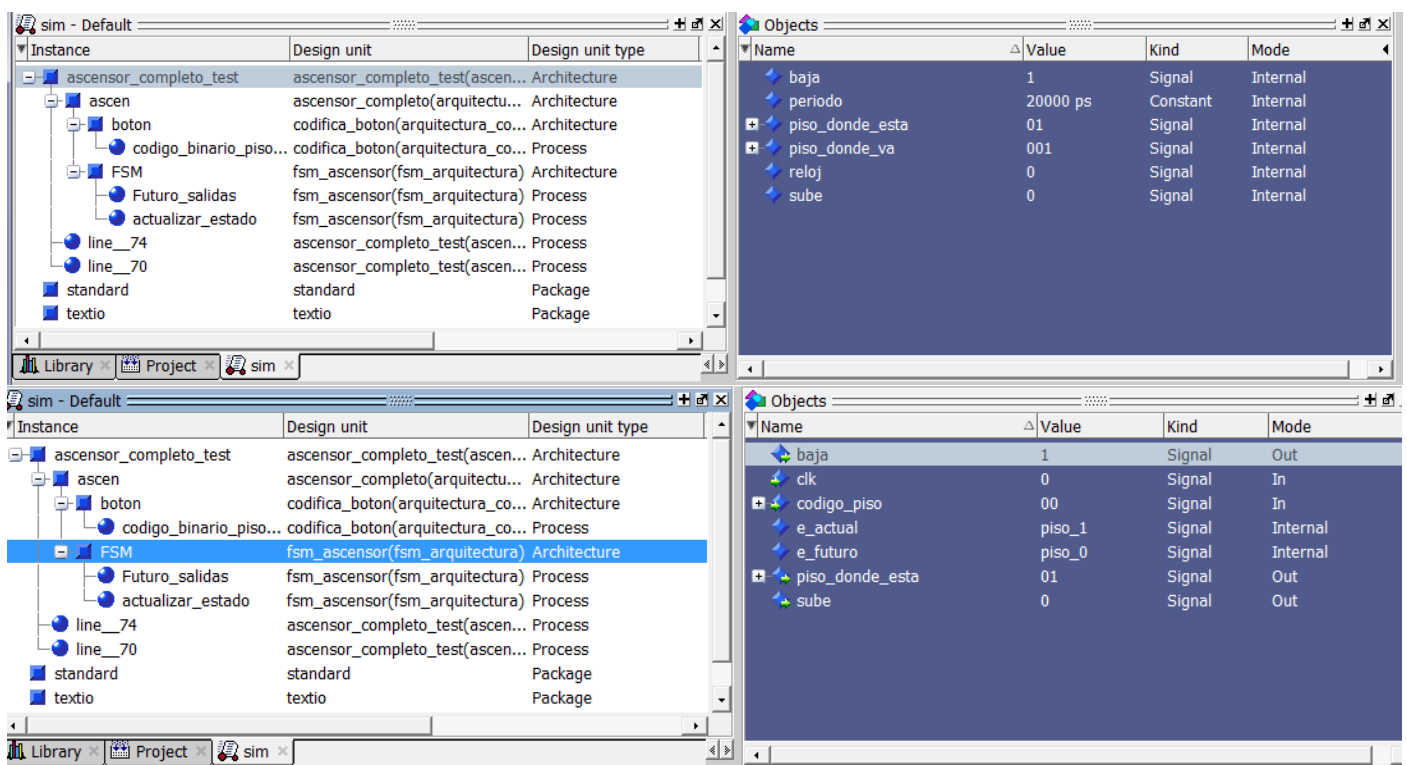 sim - Default
Instance Design unit Design unit type
ascensor_completo_test ascensor_completo_test(ascen... Architecture
ascen ascensor_completo(arquitectu... Architecture
boton codifica_boton(arquitectura_co... Architecture
codigo_binario_piso... codifica_boton(arquitectura_co... Process
FSM fsm_ascensor(fsm_arquitectura) Architecture
Futuro_salidas fsm_ascensor(fsm_arquitectura) Process
actualizar_estado fsm_ascensor(fsm_arquitectura) Process
line__74 ascensor_completo_test(ascen... Process
line__70 ascensor_completo_test(ascen... Process
standard standard Package
textio textio Package
Library Project sim
Objects
Name Value Kind Mode
baja 1 Signal Internal
periodo 20000 ps Constant Internal
piso_donde_esta 01 Signal Internal
piso_donde_va 001 Signal Internal
reloj 0 Signal Internal
sube 0 Signal Internal
sim - Default
Instance Design unit Design unit type
ascensor_completo_test ascensor_completo_test(ascen... Architecture
ascen ascensor_completo(arquitectu... Architecture
boton codifica_boton(arquitectura_co... Architecture
codigo_binario_piso... codifica_boton(arquitectura_co... Process
FSM fsm_ascensor(fsm_arquitectura) Architecture
Futuro_salidas fsm_ascensor(fsm_arquitectura) Process
actualizar_estado fsm_ascensor(fsm_arquitectura) Process
line__74 ascensor_completo_test(ascen... Process
line__70 ascensor_completo_test(ascen... Process
standard standard Package
textio textio Package
Library Project sim
Objects
Name Value Kind Mode
baja 1 Signal Out
clk 0 Signal In
codigo_piso 00 Signal In
e_actual piso_1 Signal Internal
e_futuro piso_0 Signal Internal
piso_donde_esta 01 Signal Out
sube 0 Signal Out